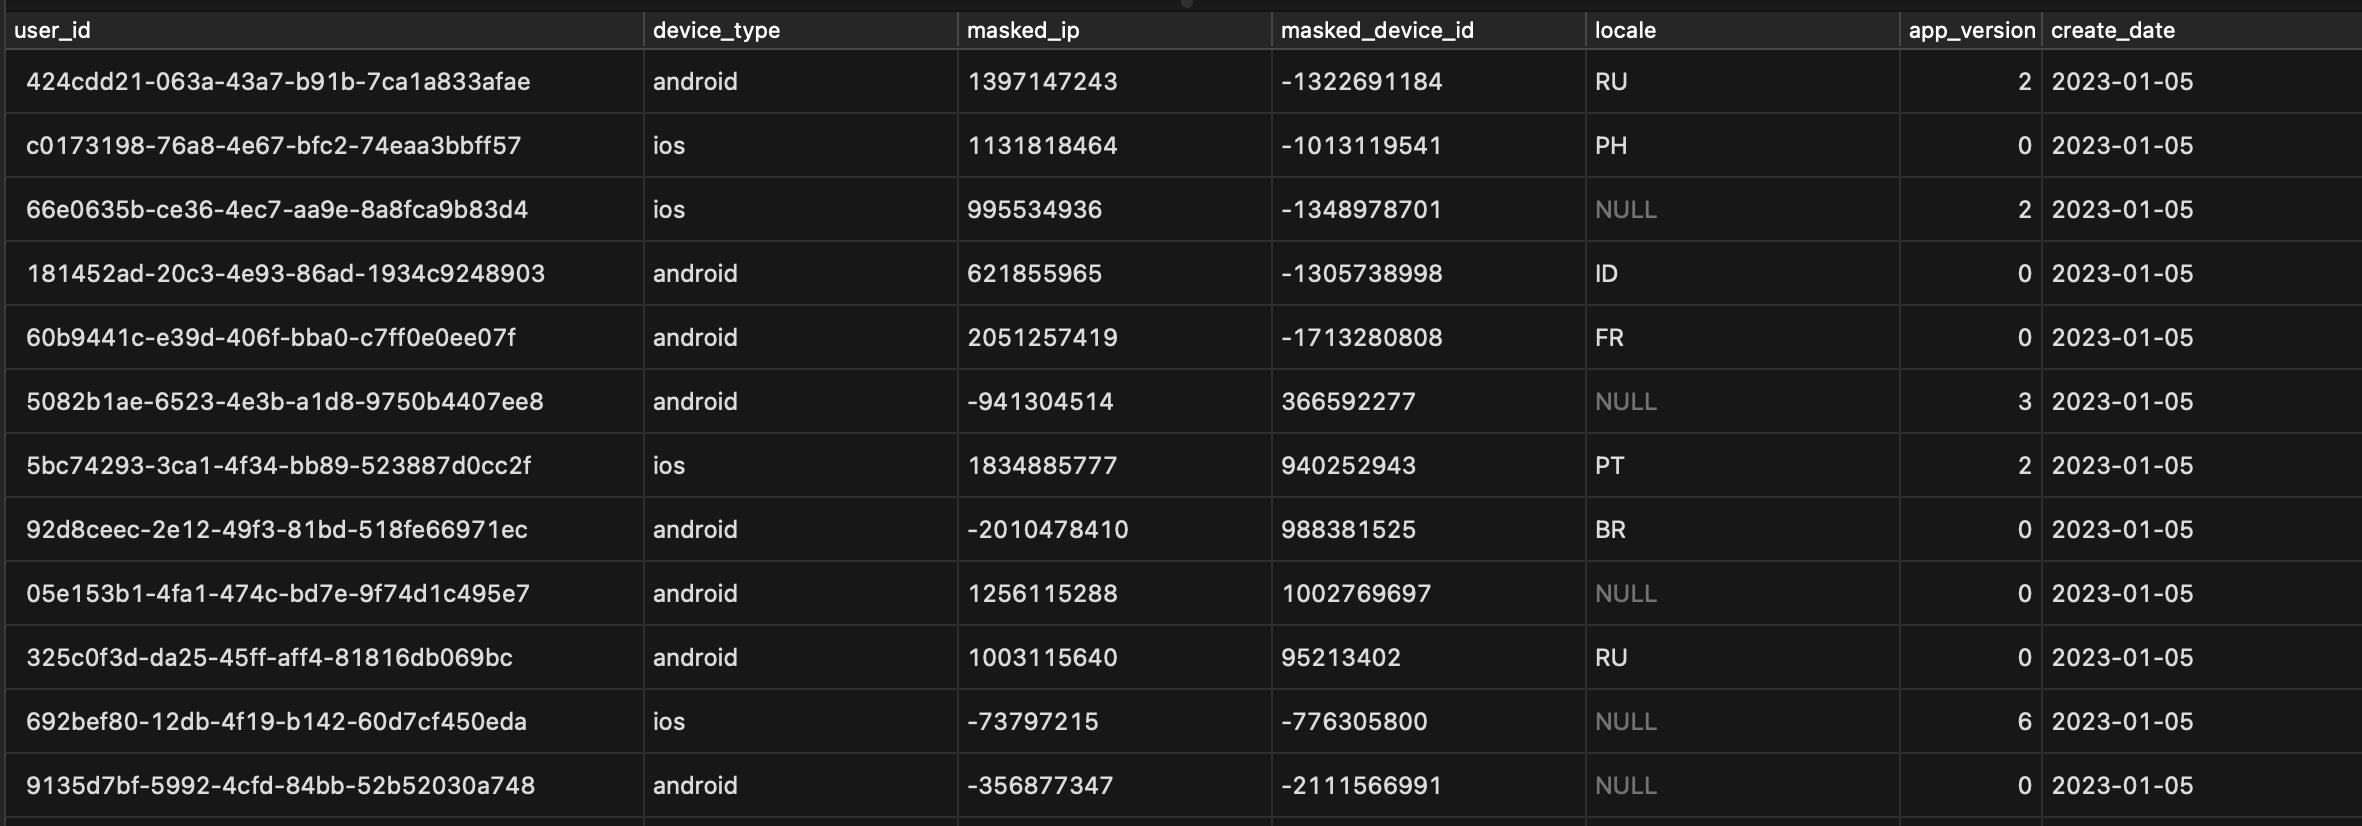 user_id device_type masked_ip masked_device_id locale app_version create_date
424cdd21-063a-43a7-b91b-7ca1a833afae android 1397147243 -1322691184 RU 2 2023-01-05
c0173198-76a8-4e67-bfc2-74eaa3bbff57 ios 1131818464 -1013119541 PH 0 2023-01-05
66e0635b-ce36-4ec7-aa9e-8a8fca9b83d4 ios 995534936 -1348978701 NULL 2 2023-01-05
181452ad-20c3-4e93-86ad-1934c9248903 android 621855965 -1305738998 ID 0 2023-01-05
60b9441c-e39d-406f-bba0-c7ff0e0ee07f android 2051257419 -1713280808 FR 0 2023-01-05
5082b1ae-6523-4e3b-a1d8-9750b4407ee8 android -941304514 366592277 NULL 3 2023-01-05
5bc74293-3ca1-4f34-bb89-523887d0cc2f ios 1834885777 940252943 PT 2 2023-01-05
92d8ceec-2e12-49f3-81bd-518fe66971ec android -2010478410 988381525 BR 0 2023-01-05
05e153b1-4fa1-474c-bd7e-9f74d1c495e7 android 1256115288 1002769697 NULL 0 2023-01-05
325c0f3d-da25-45ff-aff4-81816db069bc android 1003115640 95213402 RU 0 2023-01-05
692bef80-12db-4f19-b142-60d7cf450eda ios -73797215 -776305800 NULL 6 2023-01-05
9135d7bf-5992-4cfd-84bb-52b52030a748 android -356877347 -2111566991 NULL 0 2023-01-05